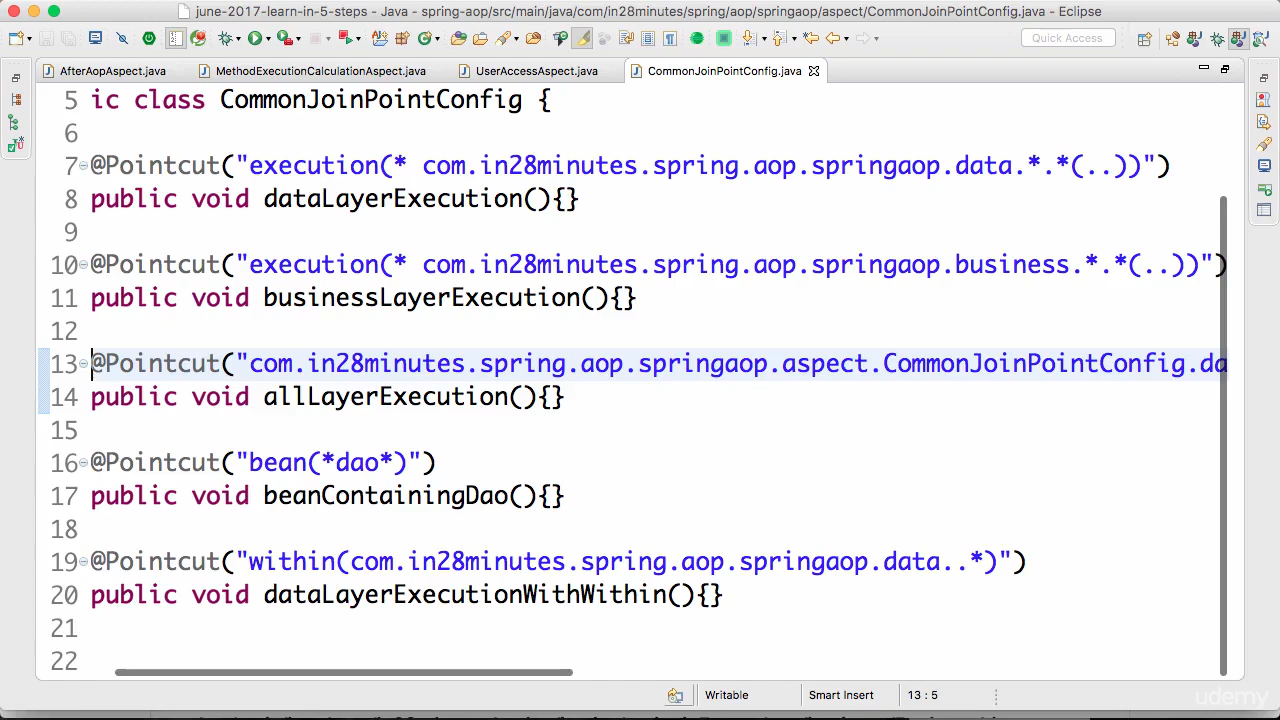 june-2017-learn-in-5-steps - Java - spring-aop/src/main/java/com/in28minutes/spring/aop/springaop/aspect/CommonJoinPointConfig.java - Eclipse
Quick Access
AfterAopAspect.java MethodExecutionCalculationAspect.java UserAccessAspect.java CommonJoinPointConfig.java
5 ic class CommonJoinPointConfig {
6
7 @Pointcut("execution(* com.in28minutes.spring.aop.springaop.data.*.*(..))")
8 public void dataLayerExecution(){}
9
10 @Pointcut("execution(* com.in28minutes.spring.aop.springaop.business.*.*(..))")
11 public void businessLayerExecution(){}
12
13 @Pointcut("com.in28minutes.spring.aop.springaop.aspect.CommonJoinPointConfig.da
14 public void allLayerExecution(){}
15
16 @Pointcut("bean(*dao*)")
17 public void beanContainingDao(){}
18
19 @Pointcut("within(com.in28minutes.spring.aop.springaop.data..*)")
20 public void dataLayerExecutionWithWithin(){}
21
22
Writable Smart Insert 13 : 5
udemy